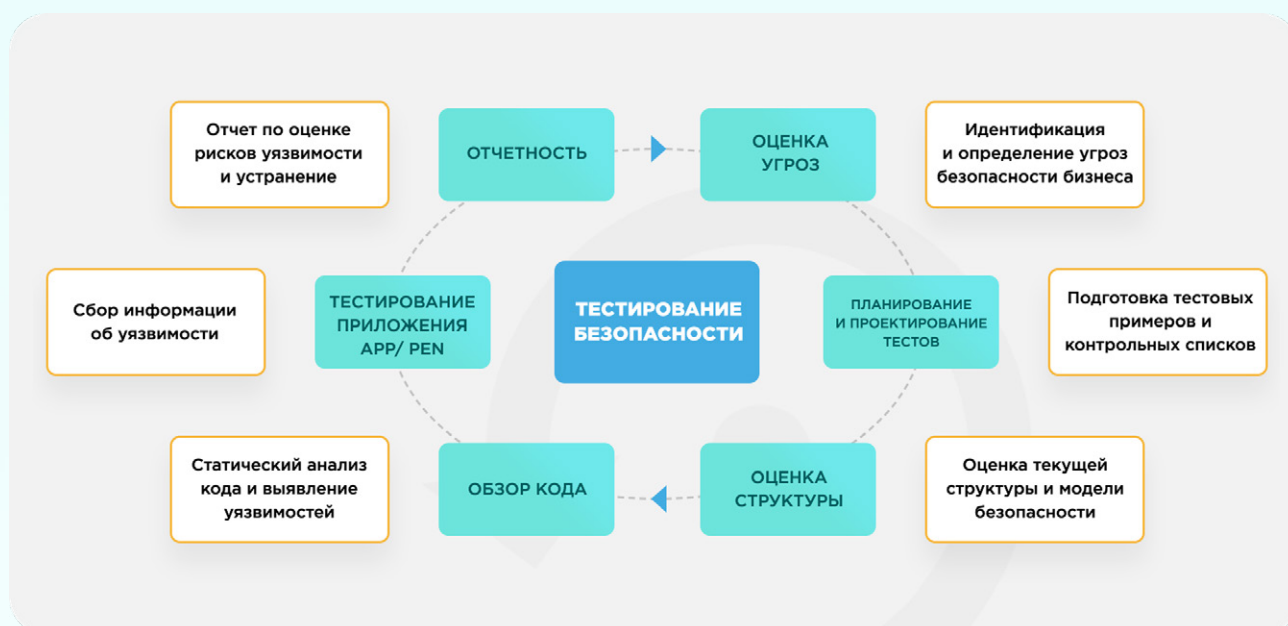 Отчет по оценке
рисков уязвимости
и устранение
ОТЧЕТНОСТЬ
ОЦЕНКА
УГРОЗ
Идентификация
и определение угроз
безопасности бизнеса
Сбор информации
об уязвимости
ТЕСТИРОВАНИЕ
ПРИЛОЖЕНИЯ
APP/ PEN
ТЕСТИРОВАНИЕ
БЕЗОПАСНОСТИ
ПЛАНИРОВАНИЕ
И ПРОЕКТИРОВАНИЕ
ТЕСТОВ
Подготовка тестовых
примеров и
контрольных списков
Статический анализ
кода и выявление
уязвимостей
ОБЗОР КОДА
ОЦЕНКА
СТРУКТУРЫ
Оценка текущей
структуры и модели
безопасности